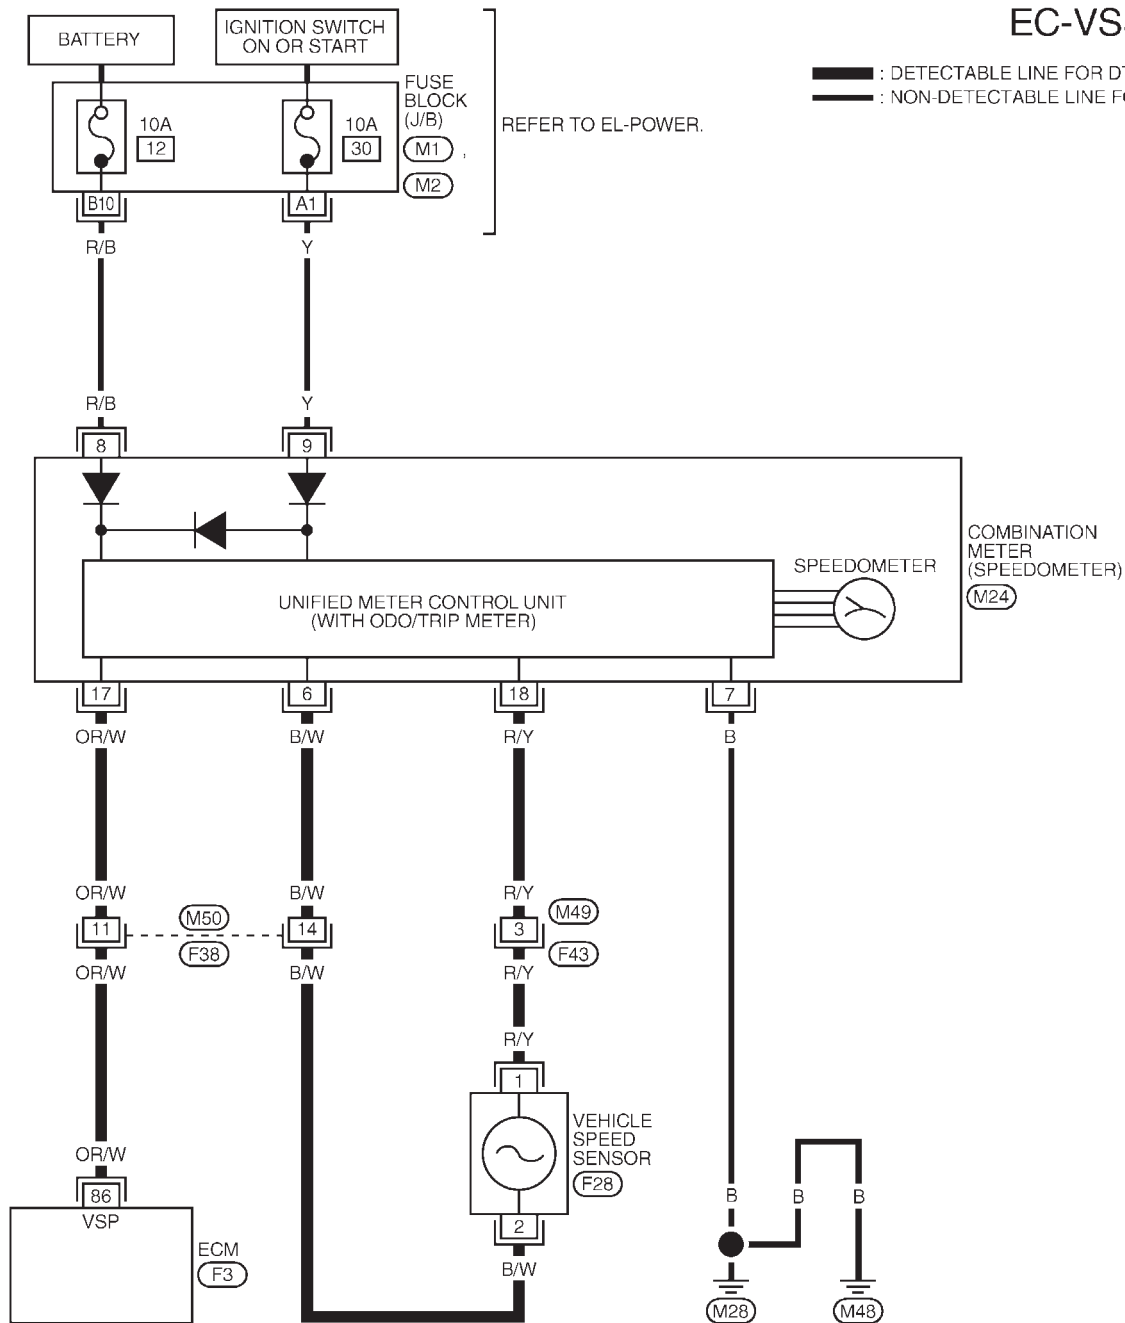 EC-VS
BATTERY
IGNITION SWITCH
ON OR START
: DETECTABLE LINE FOR
: NON-DETECTABLE LINE
FUSE
BLOCK
(J/B)
M1 ,
M2
10A
12
10A
30
REFER TO EL-POWER.
B10
A1
R/B
Y
R/B
Y
8
9
COMBINATION
METER
(SPEEDOMETER)
M24
SPEEDOMETER
UNIFIED METER CONTROL UNIT
(WITH ODO/TRIP METER)
17
6
18
7
OR/W
B/W
R/Y
B
OR/W
B/W
R/Y
11
M50
F38
14
3
M49
F43
OR/W
B/W
R/Y
R/Y
1
VEHICLE
SPEED
SENSOR
F28
2
B/W
OR/W
86
VSP
ECM
F3
B
B
B
M28
M48